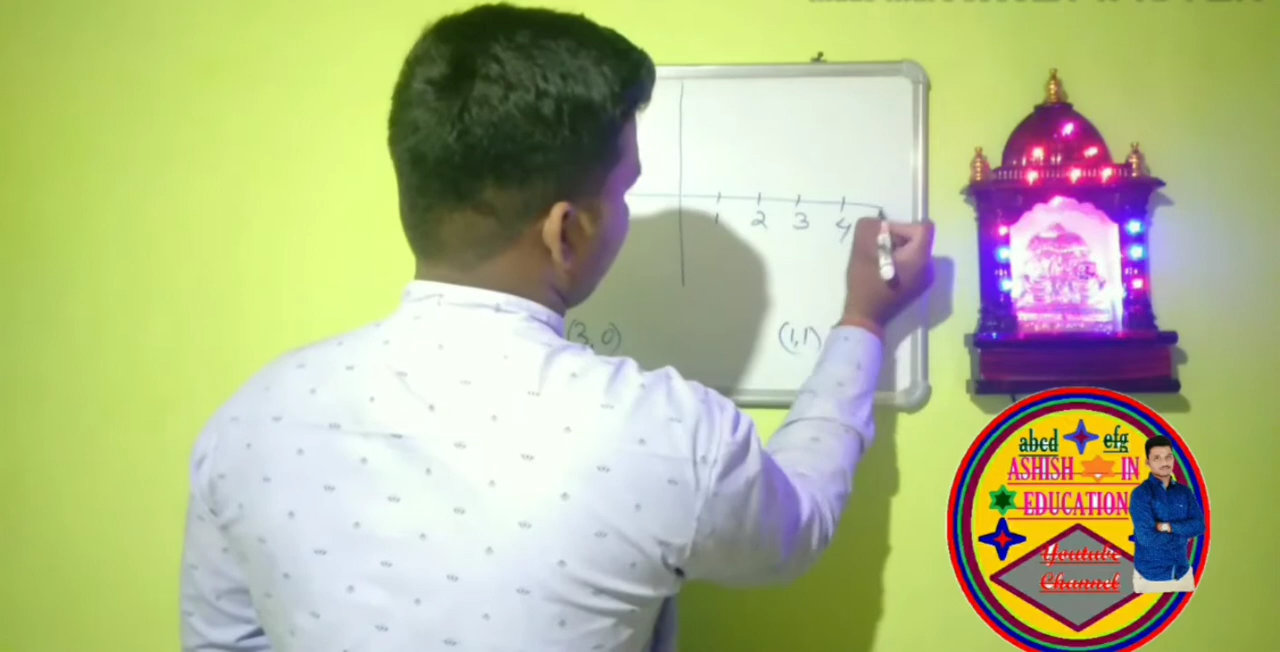 1 2 3 4
(3,0) (1,1)
abcd efg
ASHISH IN
EDUCATION
Youtube
Channel